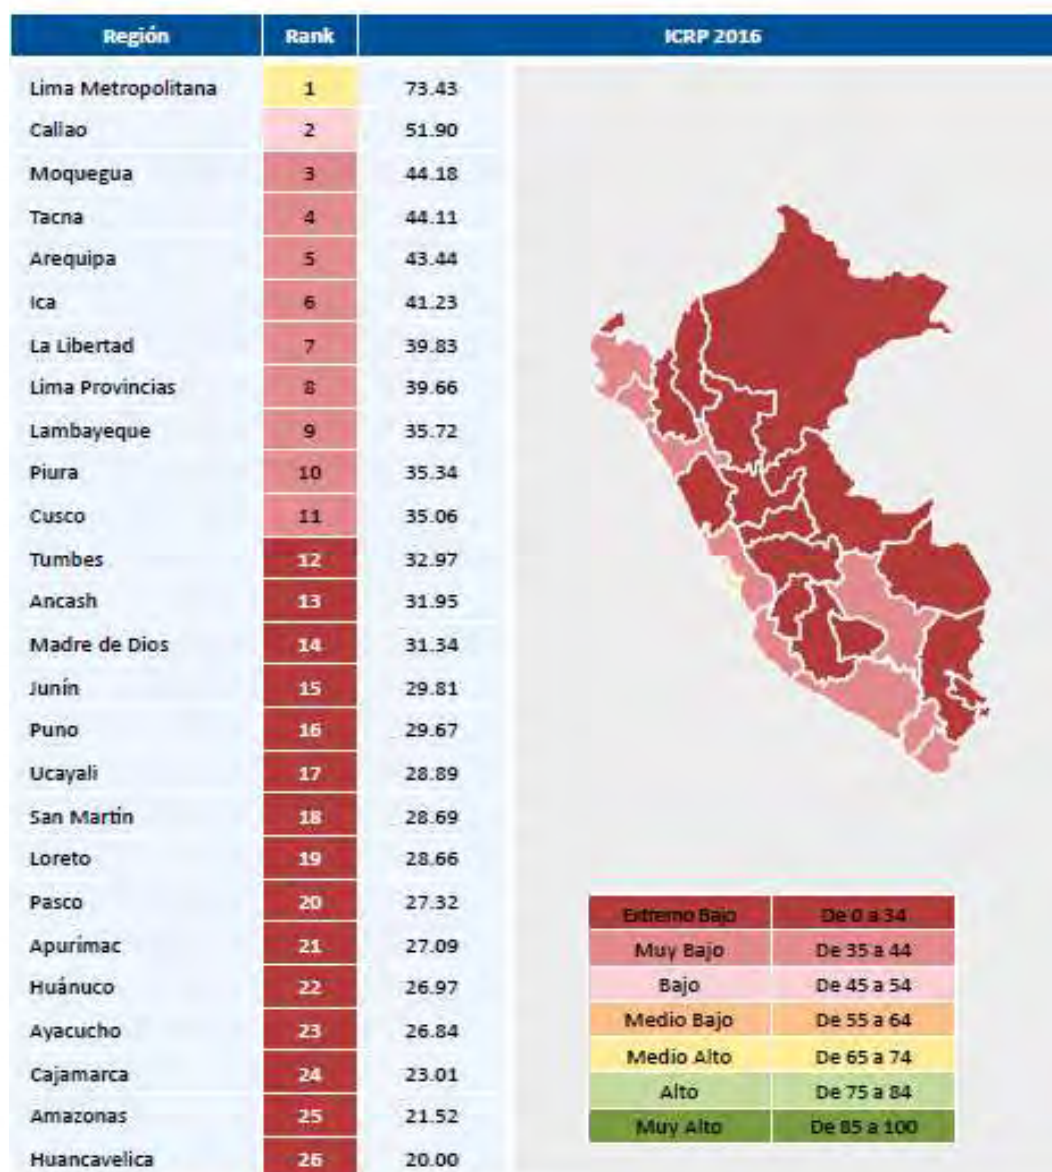 Región Rank ICRP 2016
Lima Metropolitana 1 73.43
Callao 2 51.90
Moquegua 3 44.18
Tacna 4 44.11
Arequipa 5 43.44
Ica 6 41.23
La Libertad 7 39.83
Lima Provincias 8 39.66
Lambayeque 9 35.72
Piura 10 35.34
Cusco 11 35.06
Tumbes 12 32.97
Ancash 13 31.95
Madre de Dios 14 31.34
Junín 15 29.81
Puno 16 29.67
Ucayali 17 28.89
San Martín 18 28.69
Loreto 19 28.66
Pasco 20 27.32
Apurimac 21 27.09
Huánuco 22 26.97
Ayacucho 23 26.84
Cajamarca 24 23.01
Amazonas 25 21.52
Huancavelica 26 20.00
Extremo Bajo De 0 a 34
Muy Bajo De 35 a 44
Bajo De 45 a 54
Medio Bajo De 55 a 64
Medio Alto De 65 a 74
Alto De 75 a 84
Muy Alto De 85 a 100